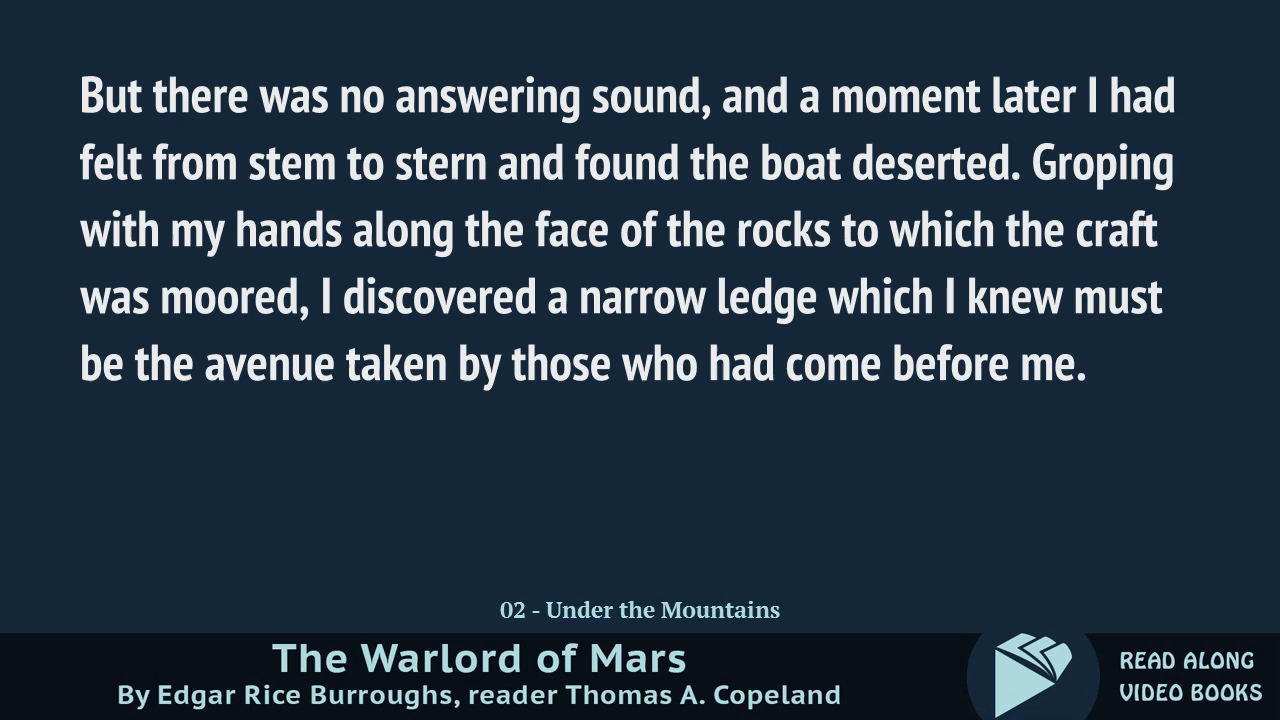 But there was no answering sound, and a moment later I had
felt from stem to stern and found the boat deserted. Groping
with my hands along the face of the rocks to which the craft
was moored, I discovered a narrow ledge which I knew must
be the avenue taken by those who had come before me.
02 - Under the Mountains
The Warlord of Mars
By Edgar Rice Burroughs, reader Thomas A. Copeland
READ ALONG
VIDEO BOOKS